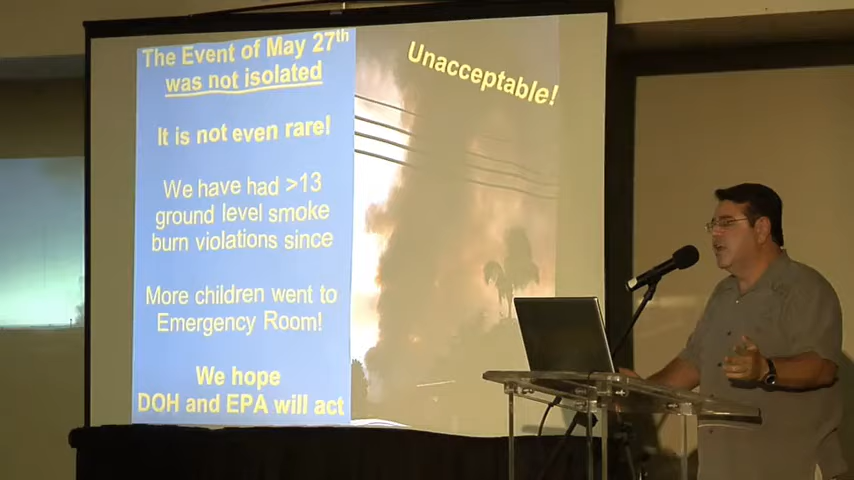 The Event of May 27th
was not isolated
It is not even rare!
We have had >13
ground level smoke
burn violations since
More children went to
Emergency Room!
We hope
DOH and EPA will act
Unacceptable!